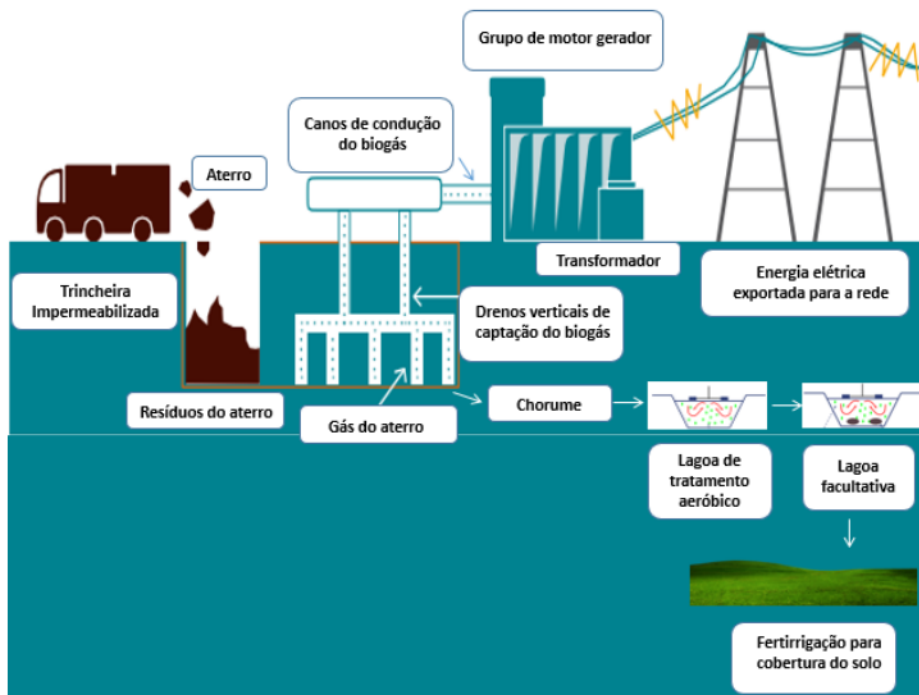 Grupo de motor gerador
Canos de condução
do biogás
Aterro
Transformador
Energia elétrica
exportada para a rede
Trincheira
Impermeabilizada
Drenos verticais de
captação do biogás
Resíduos do aterro
Gás do aterro
Chorume
Lagoa de
tratamento
aeróbico
Lagoa
facultativa
Fertirrigação para
cobertura do solo